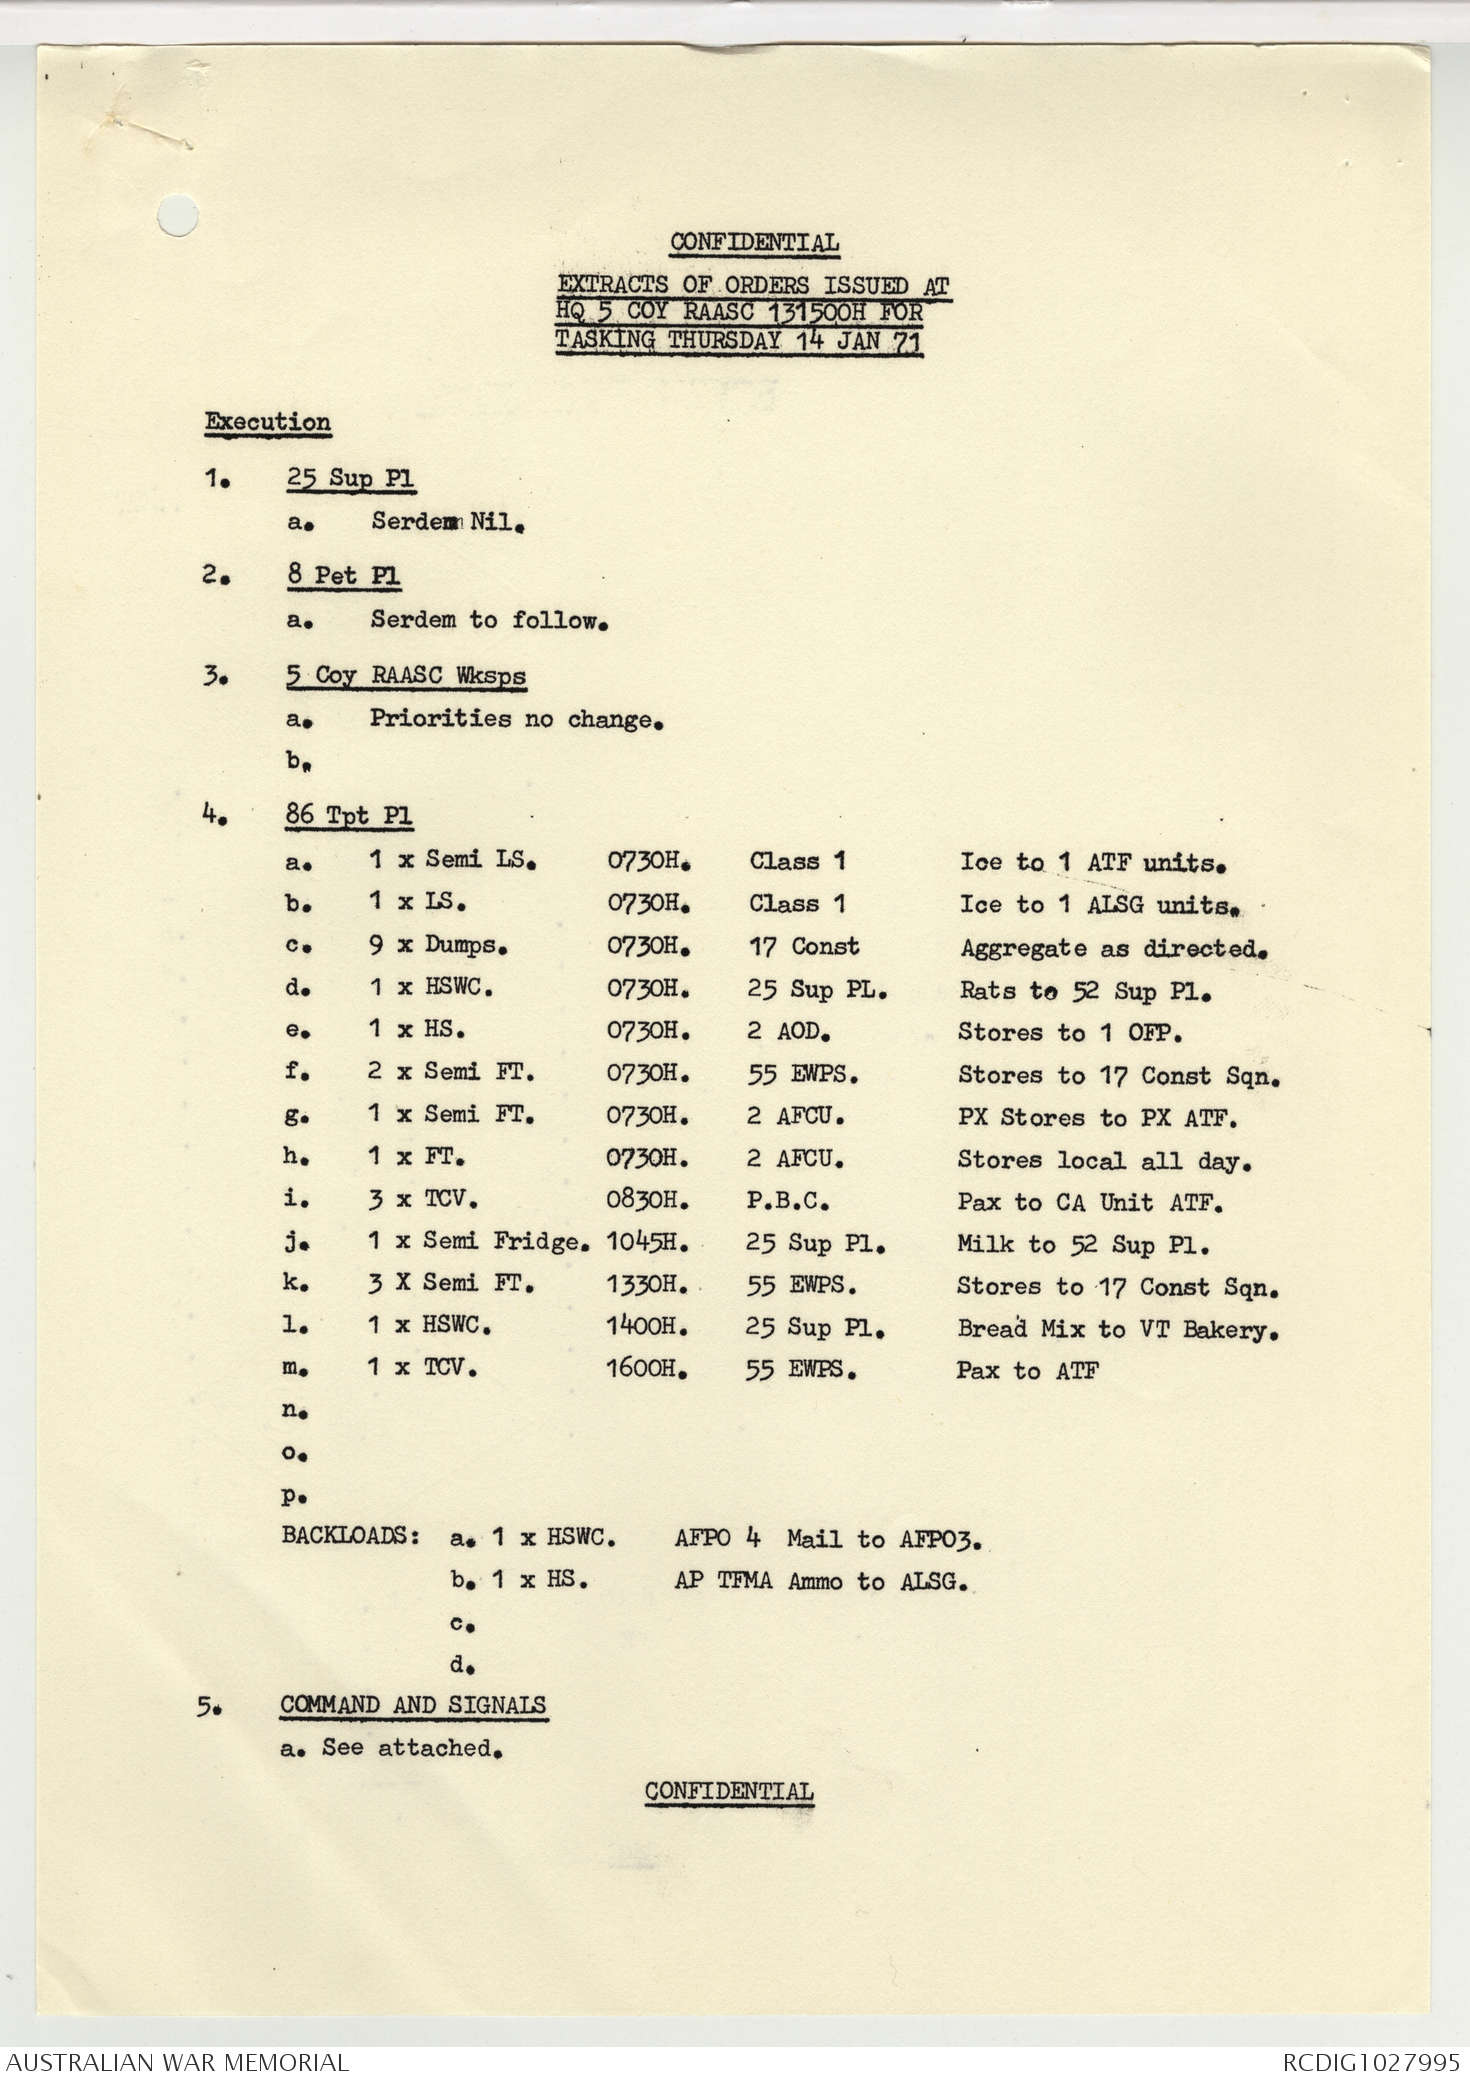 CONFIDENTIAL
EXTRACTS OF ORDERS ISSUED AT
HQ 5 COY RAASC 131500H FOR
TASKING THURSDAY 14 JAN 71
Execution
1. 25 Sup Pl
a. Serdem Nil.
2. 8 Pet Pl
a. Serdem to follow.
3. 5 Coy RAASC Wksps
a. Priorities no change.
b.
4. 86 Tpt Pl
a. 1 x Semi LS. 0730H. Class 1 Ice to 1 ATF units.
b. 1 x LS. 0730H. Class 1 Ice to 1 ALSG units.
c. 9 x Dumps. 0730H. 17 Const Aggregate as directed.
d. 1 x HSWC. 0730H. 25 Sup PL. Rats to 52 Sup Pl.
e. 1 x HS. 0730H. 2 AOD. Stores to 1 OFP.
f. 2 x Semi FT. 0730H. 55 EWPS. Stores to 17 Const Sqn.
g. 1 x Semi FT. 0730H. 2 AFCU. PX Stores to PX ATF.
h. 1 x FT. 0730H. 2 AFCU. Stores local all day.
i. 3 x TCV. 0830H. P.B.C. Pax to CA Unit ATF.
j. 1 x Semi Fridge. 1045H. 25 Sup Pl. Milk to 52 Sup Pl.
k. 3 X Semi FT. 1330H. 55 EWPS. Stores to 17 Const Sqn.
l. 1 x HSWC. 1400H. 25 Sup Pl. Bread Mix to VT Bakery.
m. 1 x TCV. 1600H. 55 EWPS. Pax to ATF
n.
o.
p.
BACKLOADS: a. 1 x HSWC. AFPO 4 Mail to AFPO3.
b. 1 x HS. AP TFMA Ammo to ALSG.
c.
d.
5. COMMAND AND SIGNALS
a. See attached.
CONFIDENTIAL
AUSTRALIAN WAR MEMORIAL RCDIG1027995